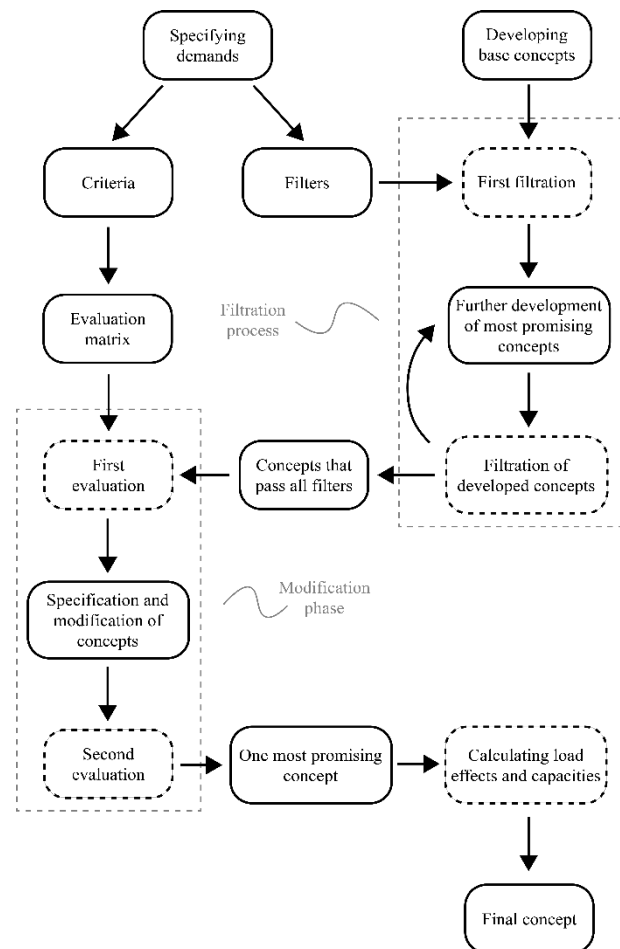 Specifying
demands
Developing
base concepts
Criteria
Filters
First filtration
Evaluation
matrix
Filtration
process
Further development
of most promising
concepts
First
evaluation
Concepts that
pass all filters
Filtration of
developed concepts
Specification and
modification of
concepts
Modification
phase
Second
evaluation
One most promising
concept
Calculating load
effects and capacities
Final concept